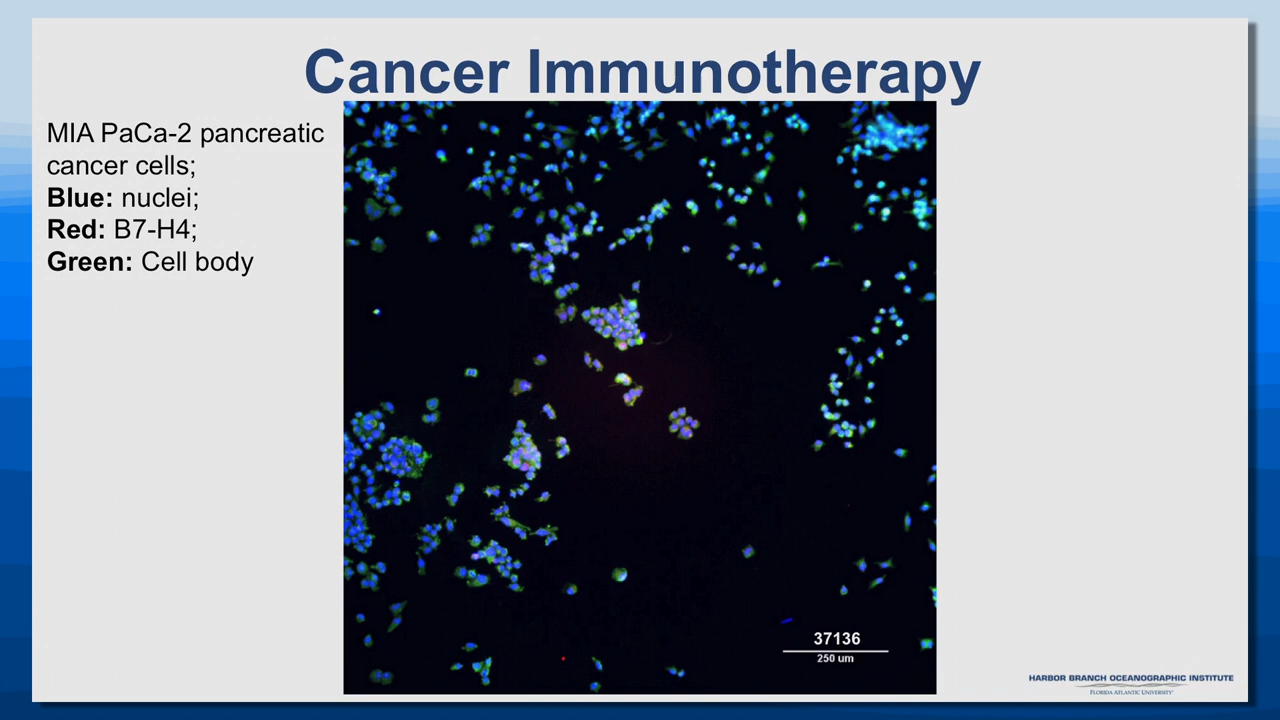 Cancer Immunotherapy
MIA PaCa-2 pancreatic
cancer cells;
Blue: nuclei;
Red: B7-H4;
Green: Cell body
37136
250 um
HARBOR BRANCH OCEANOGRAPHIC INSTITUTE
FLORIDA ATLANTIC UNIVERSITY